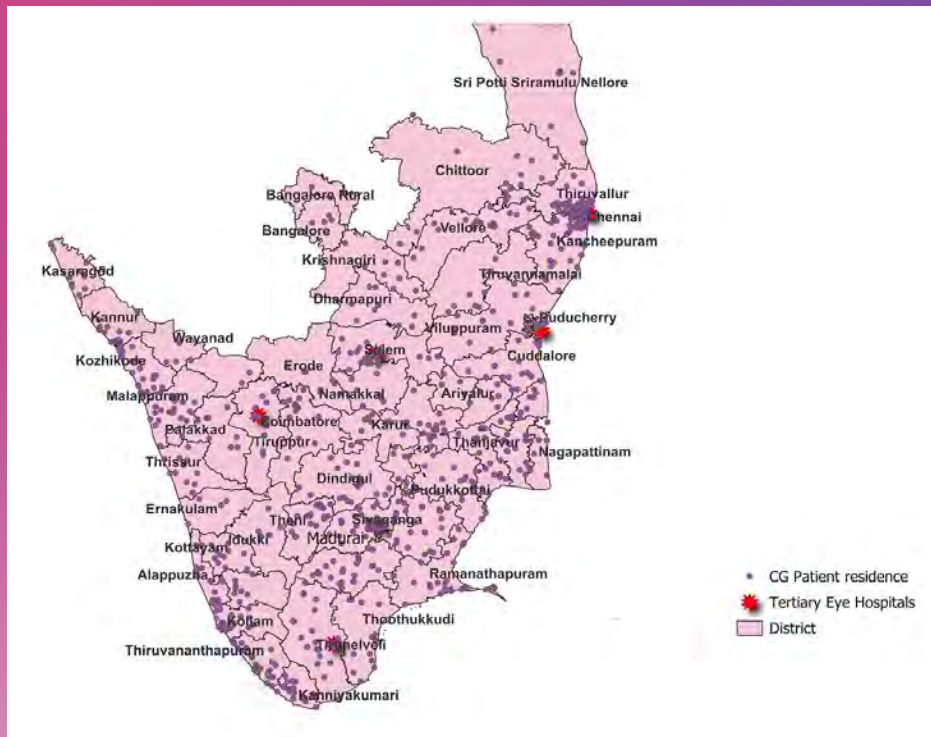 Sri Potti Sriramulu Nellore
Chittoor
Thiruvallur
Bangalore Rural
Chennai
Bangalore
Vellore
Kancheepuram
Krishnagiri
Kasaragod
Tiruvannamalai
Dharmapuri
Kannur
Puducherry
Viluppuram
Wayanad
Salem
Kozhikode
Cuddalore
Erode
Namakkal
Ariyalur
Malappuram
Coimbatore
Karur
Palakkad
Tiruppur
Thanjavur
Nagapattinam
Thrissur
Dindigul
Pudukkottai
Ernakulam
Theni
Sivaganga
Idukki
Madurai
Kottayam
Alappuzha
Ramanathapuram
CG Patient residence
Tertiary Eye Hospitals
District
Kollam
Thoothukkudi
Thiruvananthapuram
Tirunelveli
Kanniyakumari